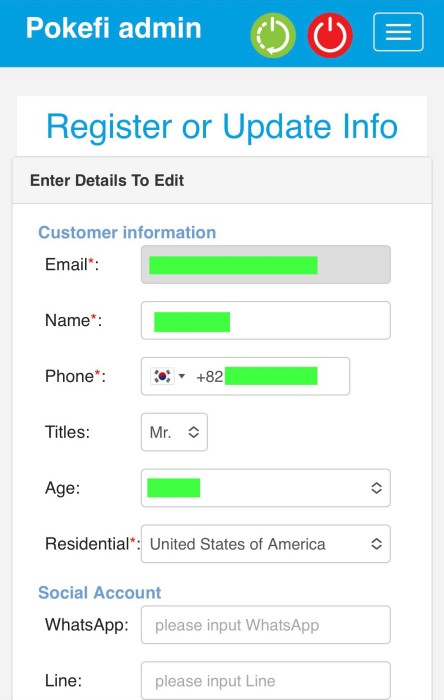 Pokefi admin
Register or Update Info
Enter Details To Edit
Customer information
Email*:
Name*:
Phone*: +82
Titles: Mr.
Age:
Residential*: United States of America
Social Account
WhatsApp: please input WhatsApp
Line: please input Line